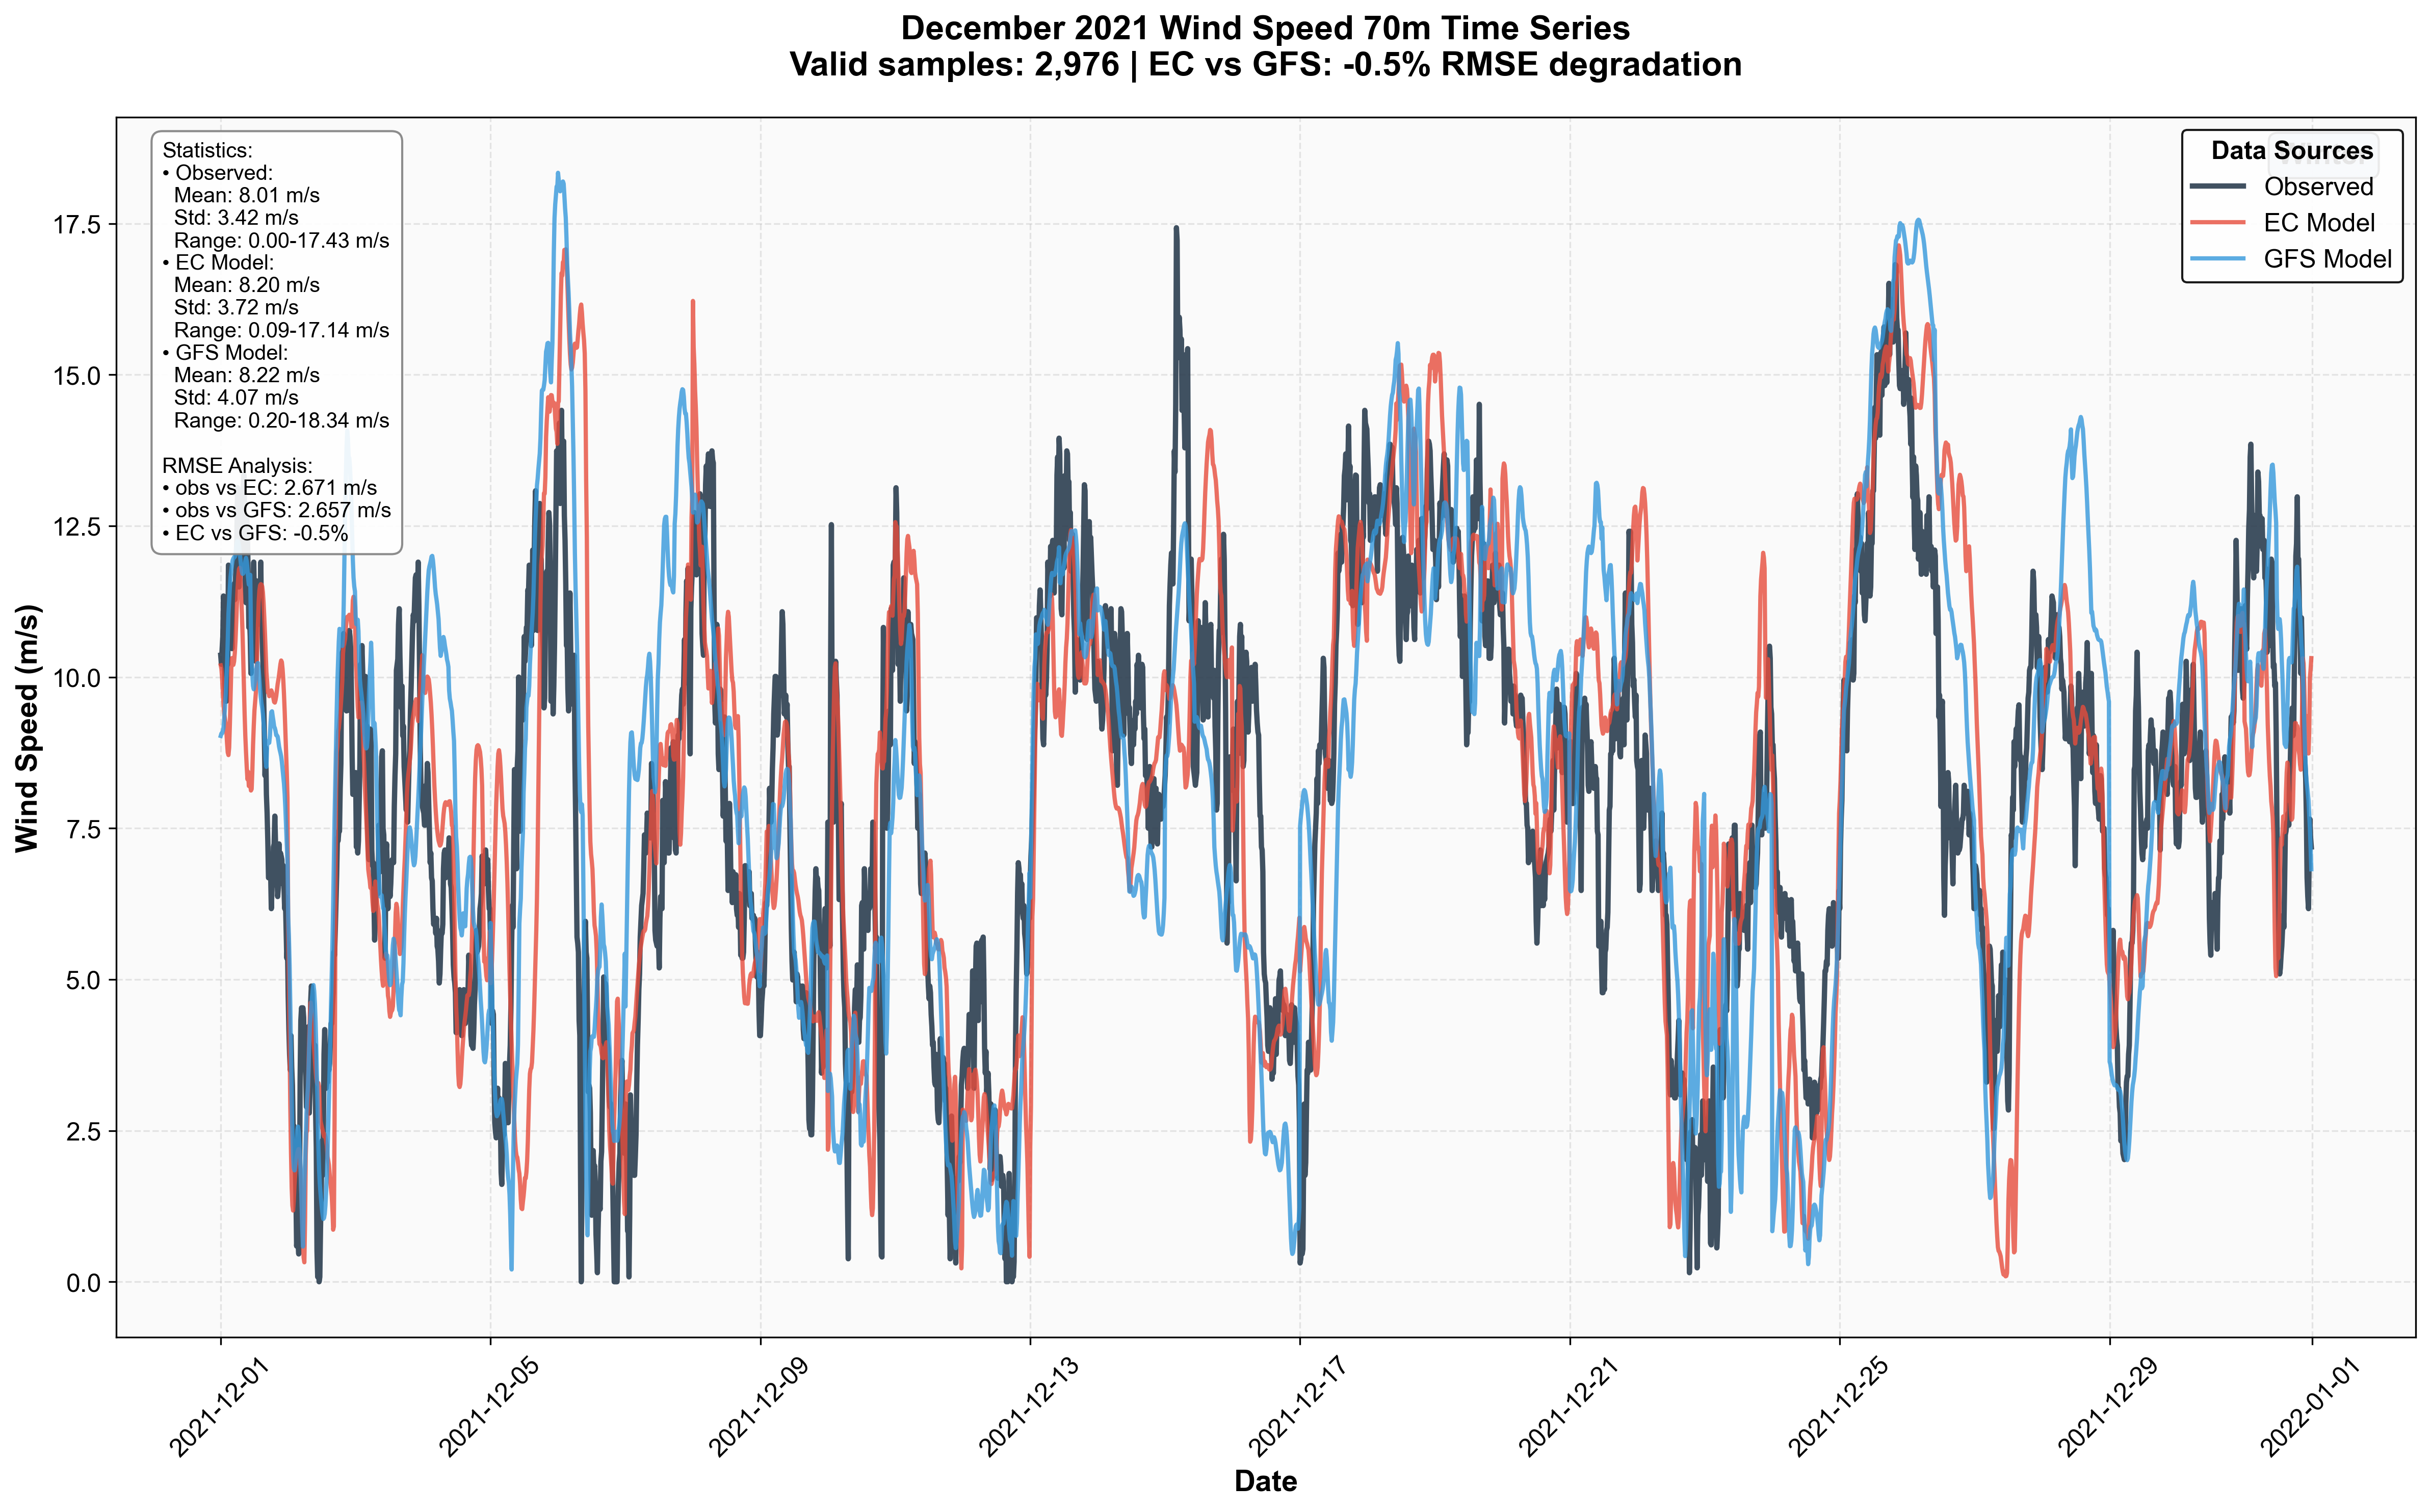 December 2021 Wind Speed 70m Time Series
Valid samples: 2,976 | EC vs GFS: -0.5% RMSE degradation
Statistics:
• Observed:
Mean: 8.01 m/s
Std: 3.42 m/s
Range: 0.00-17.43 m/s
• EC Model:
Mean: 8.20 m/s
Std: 3.72 m/s
Range: 0.09-17.14 m/s
• GFS Model:
Mean: 8.22 m/s
Std: 4.07 m/s
Range: 0.20-18.34 m/s
RMSE Analysis:
• obs vs EC: 2.671 m/s
• obs vs GFS: 2.657 m/s
• EC vs GFS: -0.5%
Data Sources
Observed
EC Model
GFS Model
Wind Speed (m/s)
17.5
15.0
12.5
10.0
7.5
5.0
2.5
0.0
2021-12-01
2021-12-05
2021-12-09
2021-12-13
2021-12-17
2021-12-21
2021-12-25
2021-12-29
2022-01-01
Date